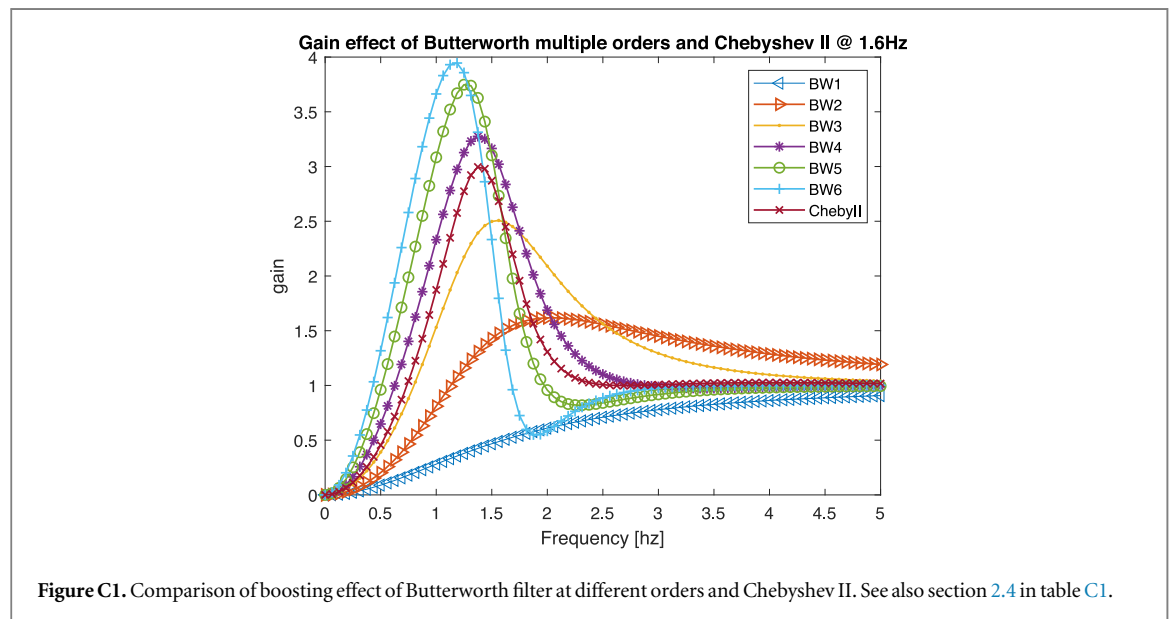 Gain effect of Butterworth multiple orders and Chebyshev II @ 1.6Hz
4
3.5
3
2.5
2
1.5
1
0.5
0
gain
BW1
BW2
BW3
BW4
BW5
BW6
ChebyII
0 0.5 1 1.5 2 2.5 3 3.5 4 4.5 5
Frequency [hz]
Figure C1. Comparison of boosting effect of Butterworth filter at different orders and Chebyshev II. See also section 2.4 in table C1.